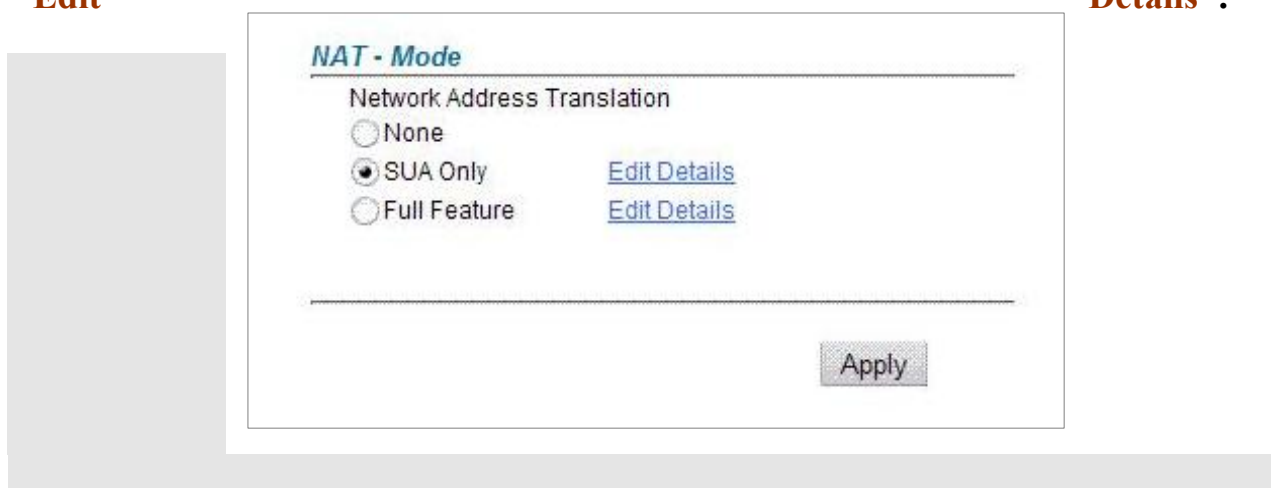 Edit Details" .
NAT - Mode
Network Address Translation
None
SUA Only Edit Details
Full Feature Edit Details
Apply